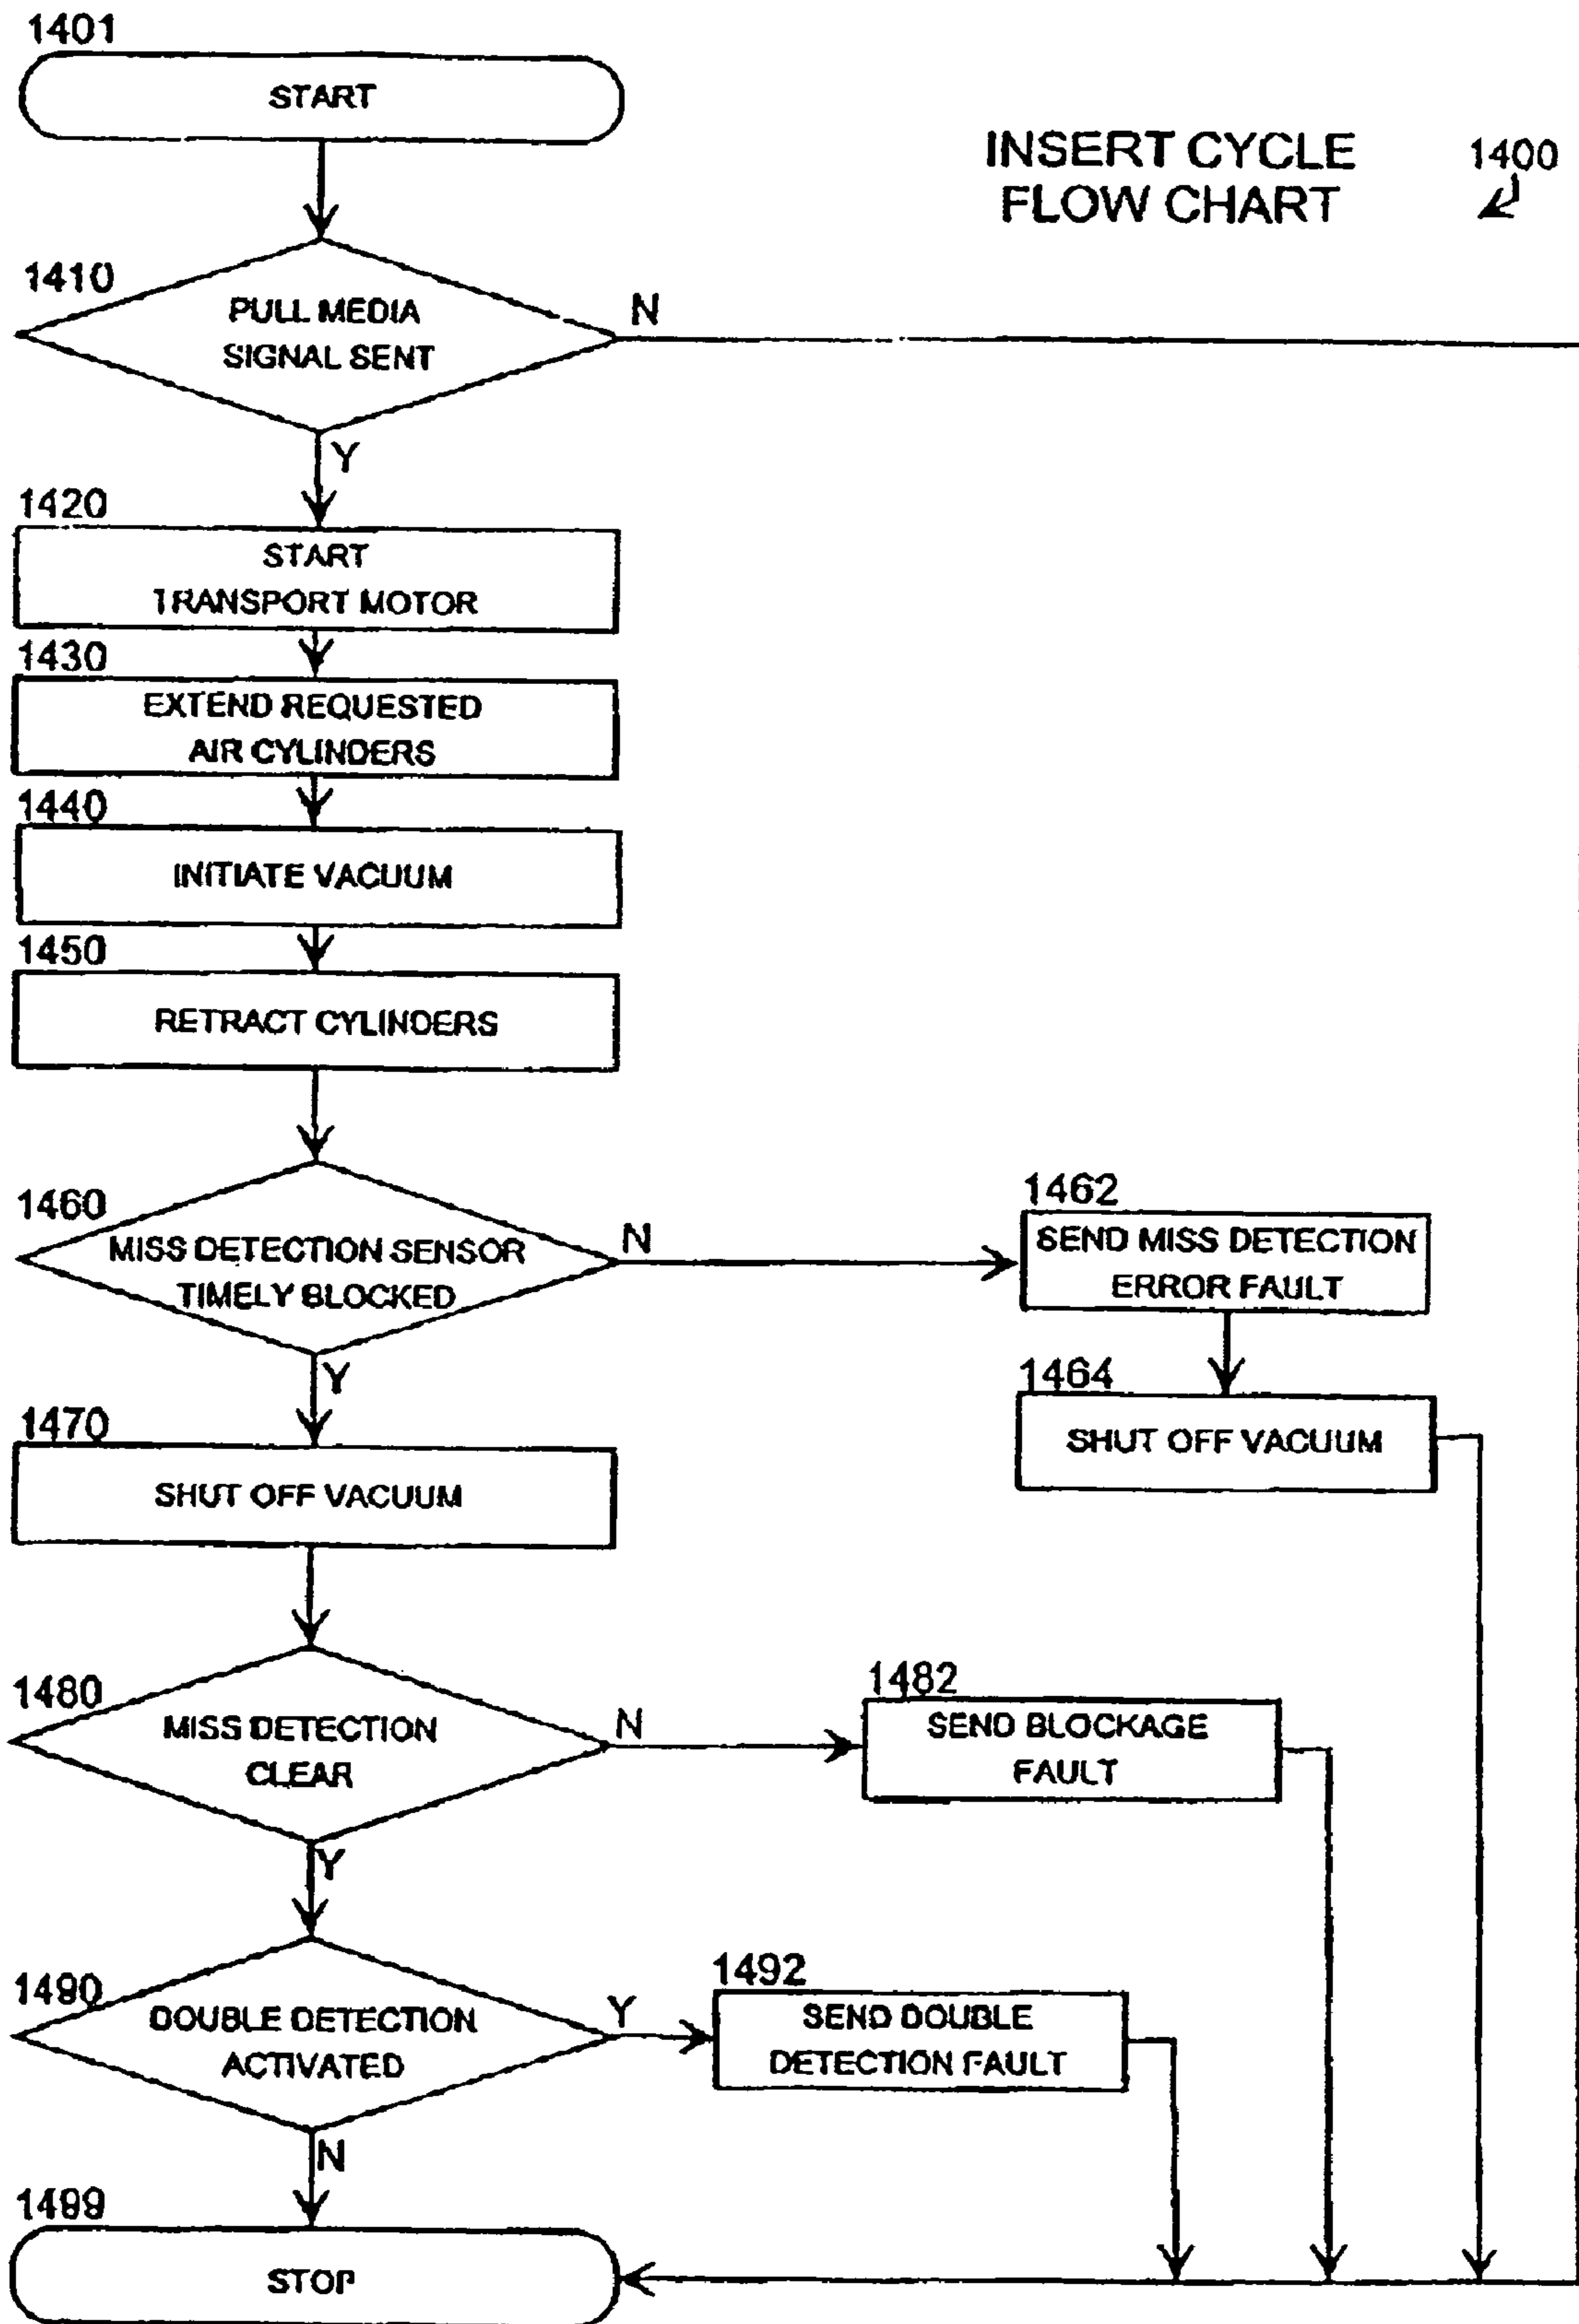 1401
START
INSERT CYCLE
FLOW CHART
1400
1410
PULL MEDIA
SIGNAL SENT
N
Y
1420
START
TRANSPORT MOTOR
1430
EXTEND REQUESTED
AIR CYLINDERS
1440
INITIATE VACUUM
1450
RETRACT CYLINDERS
1460
MISS DETECTION SENSOR
TIMELY BLOCKED
N
Y
1462
SEND MISS DETECTION
ERROR FAULT
1464
SHUT OFF VACUUM
1470
SHUT OFF VACUUM
1480
MISS DETECTION
CLEAR
N
Y
1482
SEND BLOCKAGE
FAULT
1490
DOUBLE DETECTION
ACTIVATED
Y
N
1492
SEND DOUBLE
DETECTION FAULT
1499
STOP